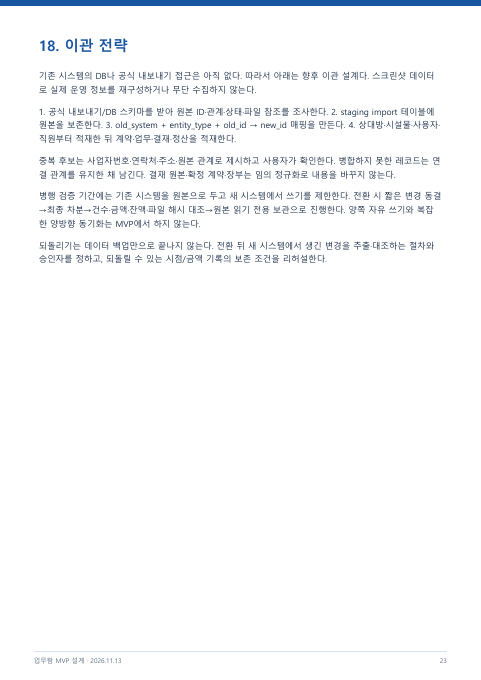 18. 이관 전략
기존 시스템의 DB나 공식 내보내기 접근은 아직 없다. 따라서 아래는 향후 이관 설계다. 스크린샷 데이터
로 실제 운영 정보를 재구성하거나 무단 수집하지 않는다.
1. 공식 내보내기/DB 스키마를 받아 원본 ID·관계·상태·파일 참조를 조사한다. 2. staging import 테이블에
원본을 보존한다. 3. old_system + entity_type + old_id → new_id 매핑을 만든다. 4. 상대방·시설물·사용자·
직원부터 적재한 뒤 계약·업무·결재·정산을 적재한다.
중복 후보는 사업자번호·연락처·주소·원본 관계로 제시하고 사용자가 확인한다. 병합하지 못한 레코드는 연
결 관계를 유지한 채 남긴다. 결재 원본·확정 계약·장부는 임의 정규화로 내용을 바꾸지 않는다.
병행 검증 기간에는 기존 시스템을 원본으로 두고 새 시스템에서 쓰기를 제한한다. 전환 시 짧은 변경 동결
→최종 차분→건수·금액·잔액·파일 해시 대조→원본 읽기 전용 보관으로 진행한다. 양쪽 자유 쓰기와 복잡
한 양방향 동기화는 MVP에서 하지 않는다.
되돌리기는 데이터 백업만으로 끝나지 않는다. 전환 뒤 새 시스템에서 생긴 변경을 추출·대조하는 절차와
승인자를 정하고, 되돌릴 수 있는 시점/금액 기록의 보존 조건을 리허설한다.
업무함 MVP 설계 · 2026.11.13
23